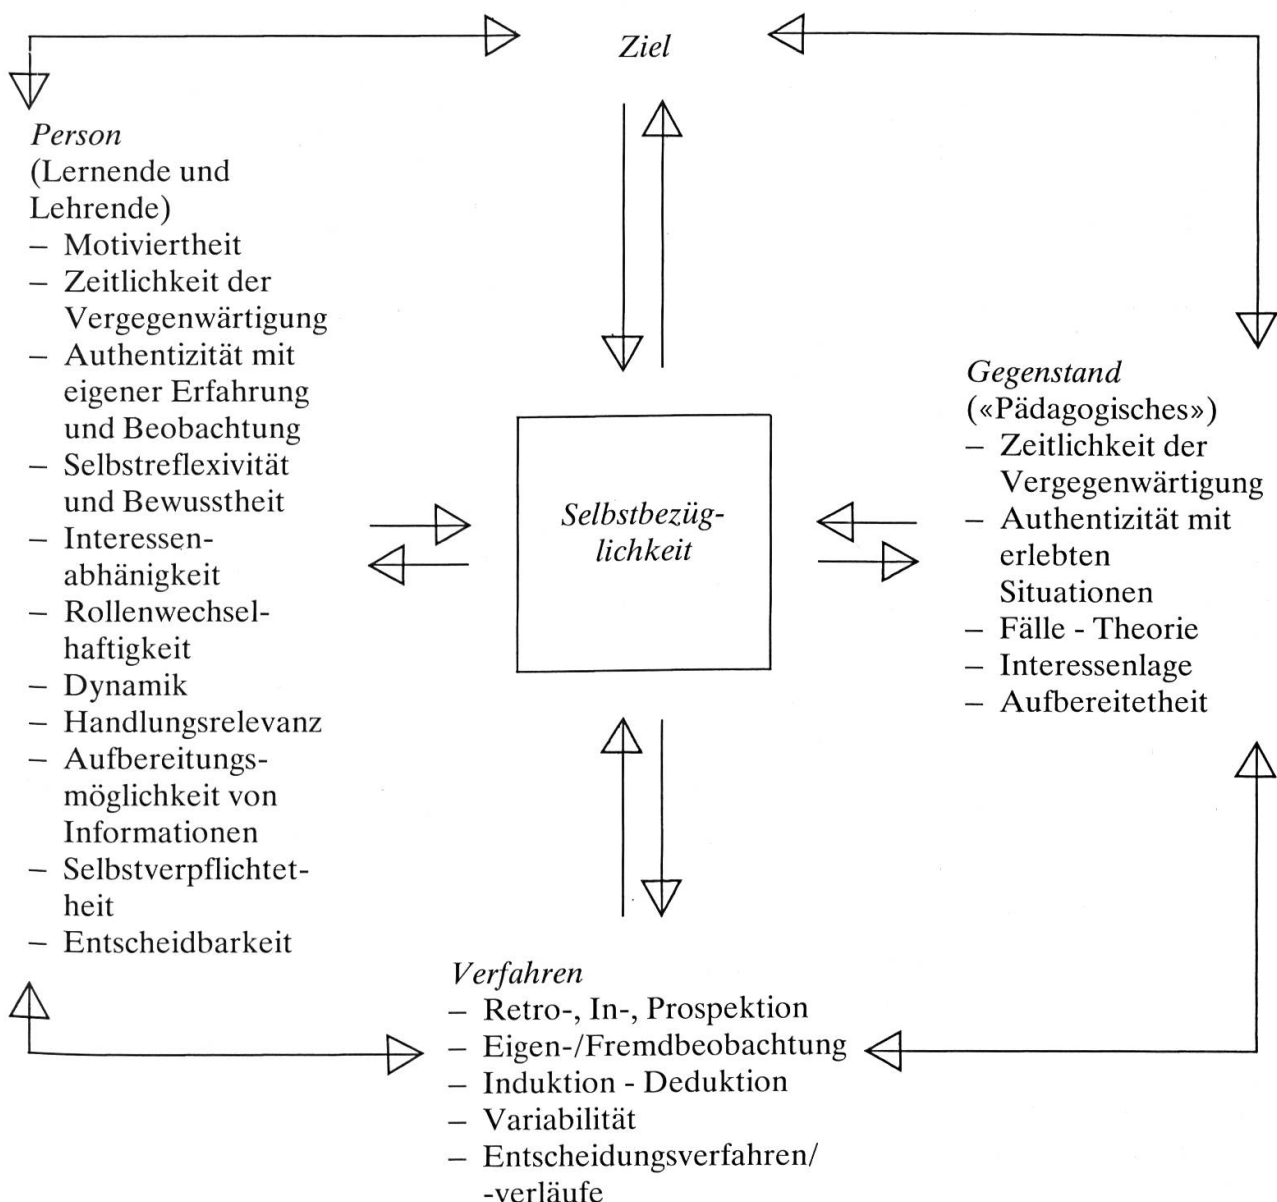 Ziel
Person
(Lernende und
Lehrende)
– Motiviertheit
– Zeitlichkeit der
Vergegenwärtigung
– Authentizität mit
eigener Erfahrung
und Beobachtung
– Selbstreflexivität
und Bewusstheit
– Interessen-
abhänigkeit
– Rollenwechsel-
haftigkeit
– Dynamik
– Handlungsrelevanz
– Aufbereitungs-
möglichkeit von
Informationen
– Selbstverpflichtet-
heit
– Entscheidbarkeit
Selbstbezüg-
lichkeit
Gegenstand
(«Pädagogisches»)
– Zeitlichkeit der
Vergegenwärtigung
– Authentizität mit
erlebten
Situationen
– Fälle - Theorie
– Interessenlage
– Aufbereitetheit
Verfahren
– Retro-, In-, Prospektion
– Eigen-/Fremdbeobachtung
– Induktion - Deduktion
– Variabilität
– Entscheidungsverfahren/
-verläufe